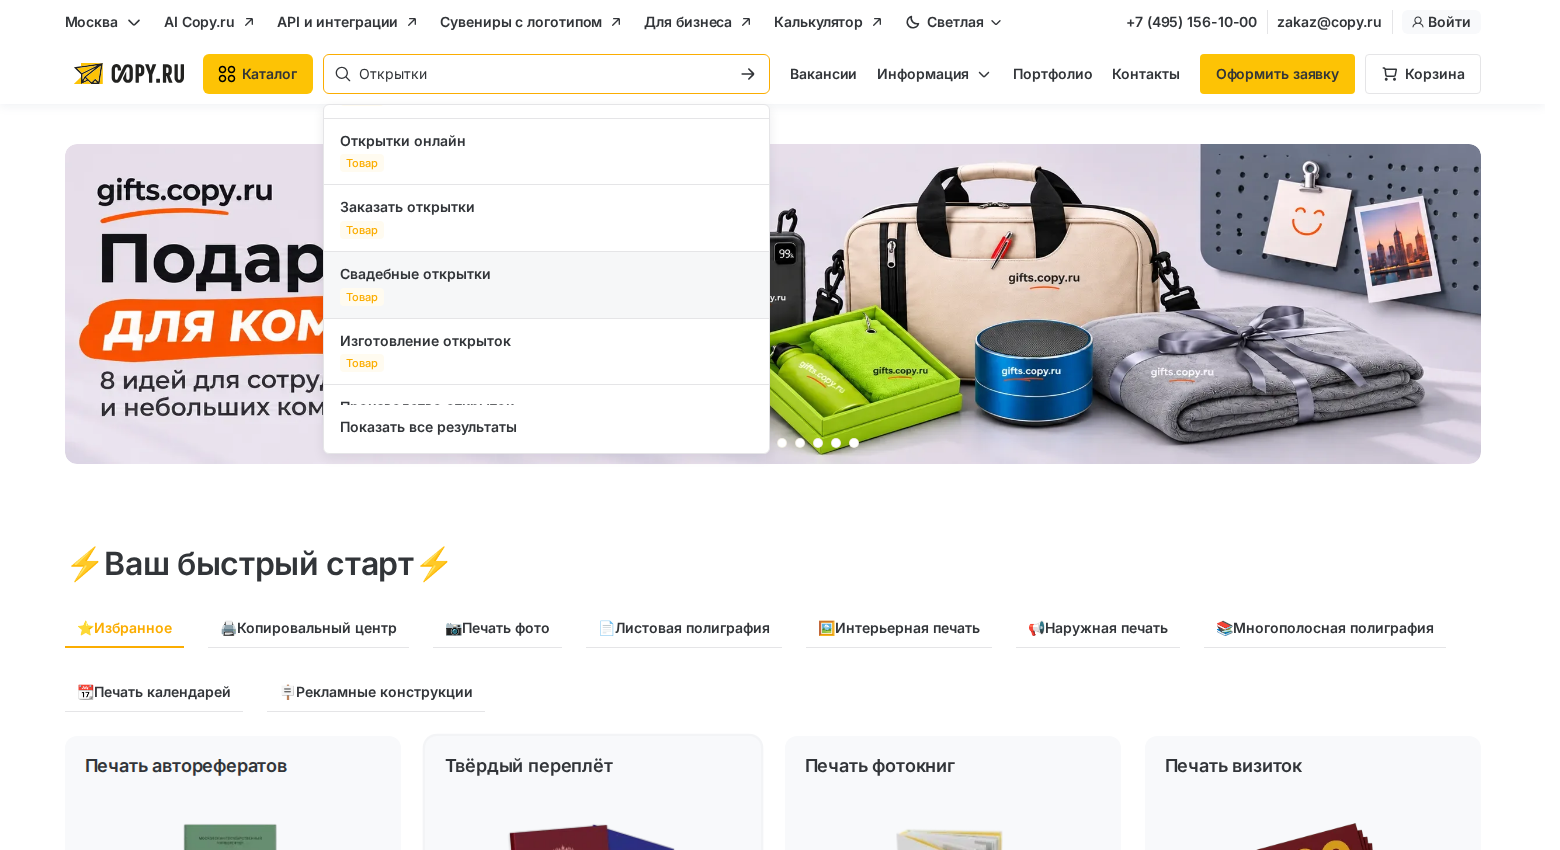 Москва
AI Copy.ru
API и интеграции
Сувениры с логотипом
Для бизнеса
Калькулятор
Светлая
+7 (495) 156-10-00
zakaz@copy.ru
Войти
COPY.RU
Каталог
Открытки
Вакансии
Информация
Портфолио
Контакты
Оформить заявку
Корзина
Открытки онлайн
Товар
Заказать открытки
Товар
Свадебные открытки
Товар
Изготовление открыток
Товар
Показать все результаты
gifts.copy.ru
Подар
для ком
8 идей для сотру
и небольших ком
99%
gifts.copy.ru
gifts.copy.ru
gifts.copy.ru
gifts.copy.ru
gifts.copy.ru
⚡Ваш быстрый старт⚡
⭐Избранное
🖨️Копировальный центр
📷Печать фото
📄Листовая полиграфия
🖼️Интерьерная печать
📢Наружная печать
📚Многополосная полиграфия
📆Печать календарей
🪧Рекламные конструкции
Печать авторефератов
Твёрдый переплёт
Печать фотокниг
Печать визиток